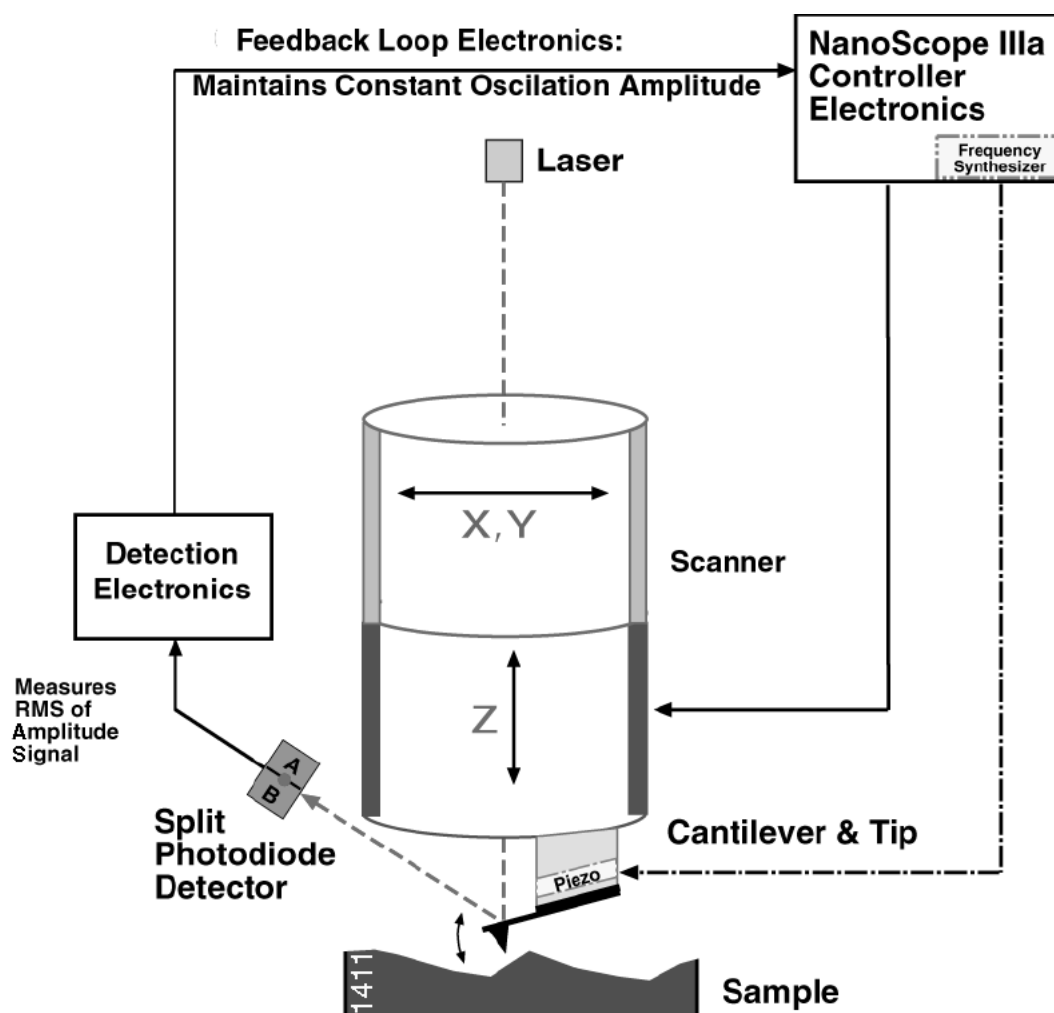 Feedback Loop Electronics:
Maintains Constant Oscilation Amplitude
NanoScope IIIa
Controller
Electronics
Frequency
Synthesizer
Laser
X, Y
Scanner
Detection
Electronics
Z
Measures
RMS of
Amplitude
Signal
A
B
Split
Photodiode
Detector
Cantilever & Tip
Piezo
1411
Sample